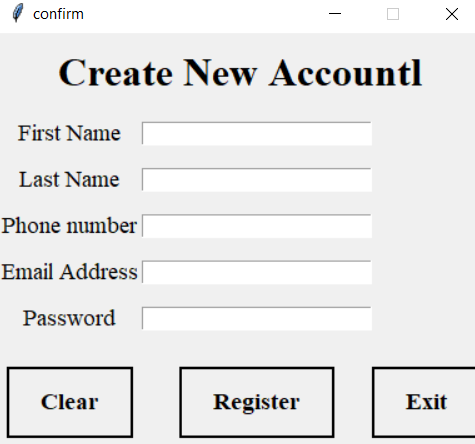 confirm
Create New Accountl
First Name
Last Name
Phone number
Email Address
Password
Clear Register Exit